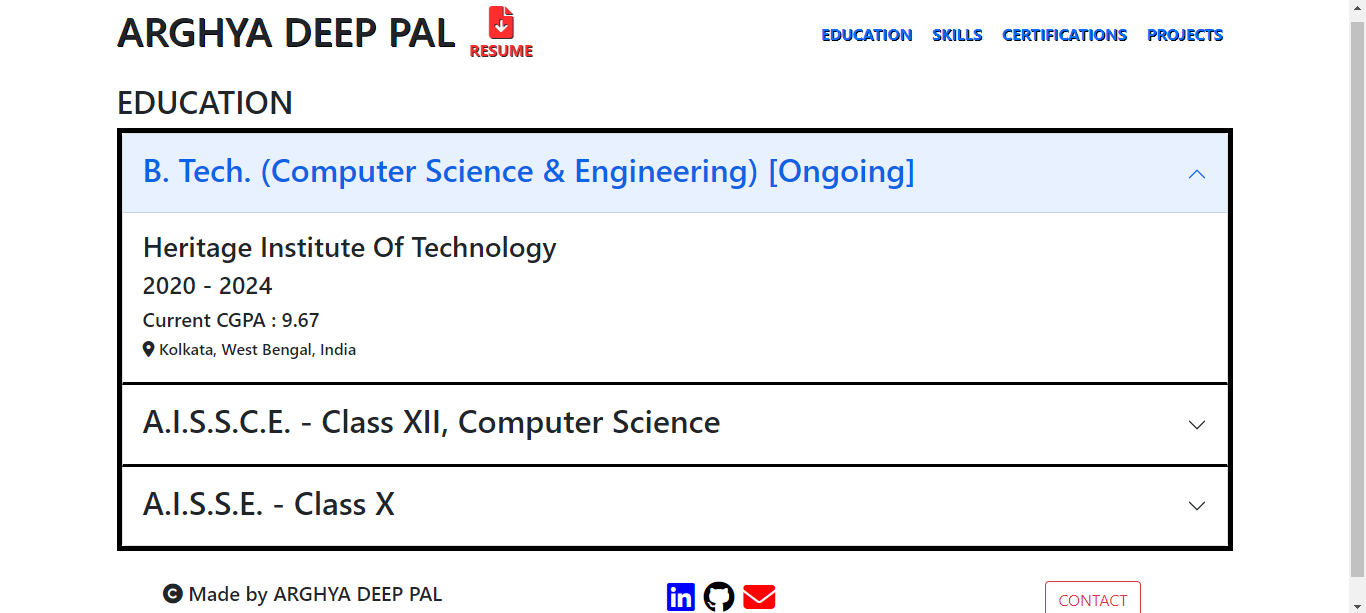 ARGHYA DEEP PAL
RESUME
EDUCATION SKILLS CERTIFICATIONS PROJECTS
EDUCATION
B. Tech. (Computer Science & Engineering) [Ongoing]
Heritage Institute Of Technology
2020 - 2024
Current CGPA : 9.67
Kolkata, West Bengal, India
A.I.S.S.C.E. - Class XII, Computer Science
A.I.S.S.E. - Class X
Made by ARGHYA DEEP PAL
in
CONTACT